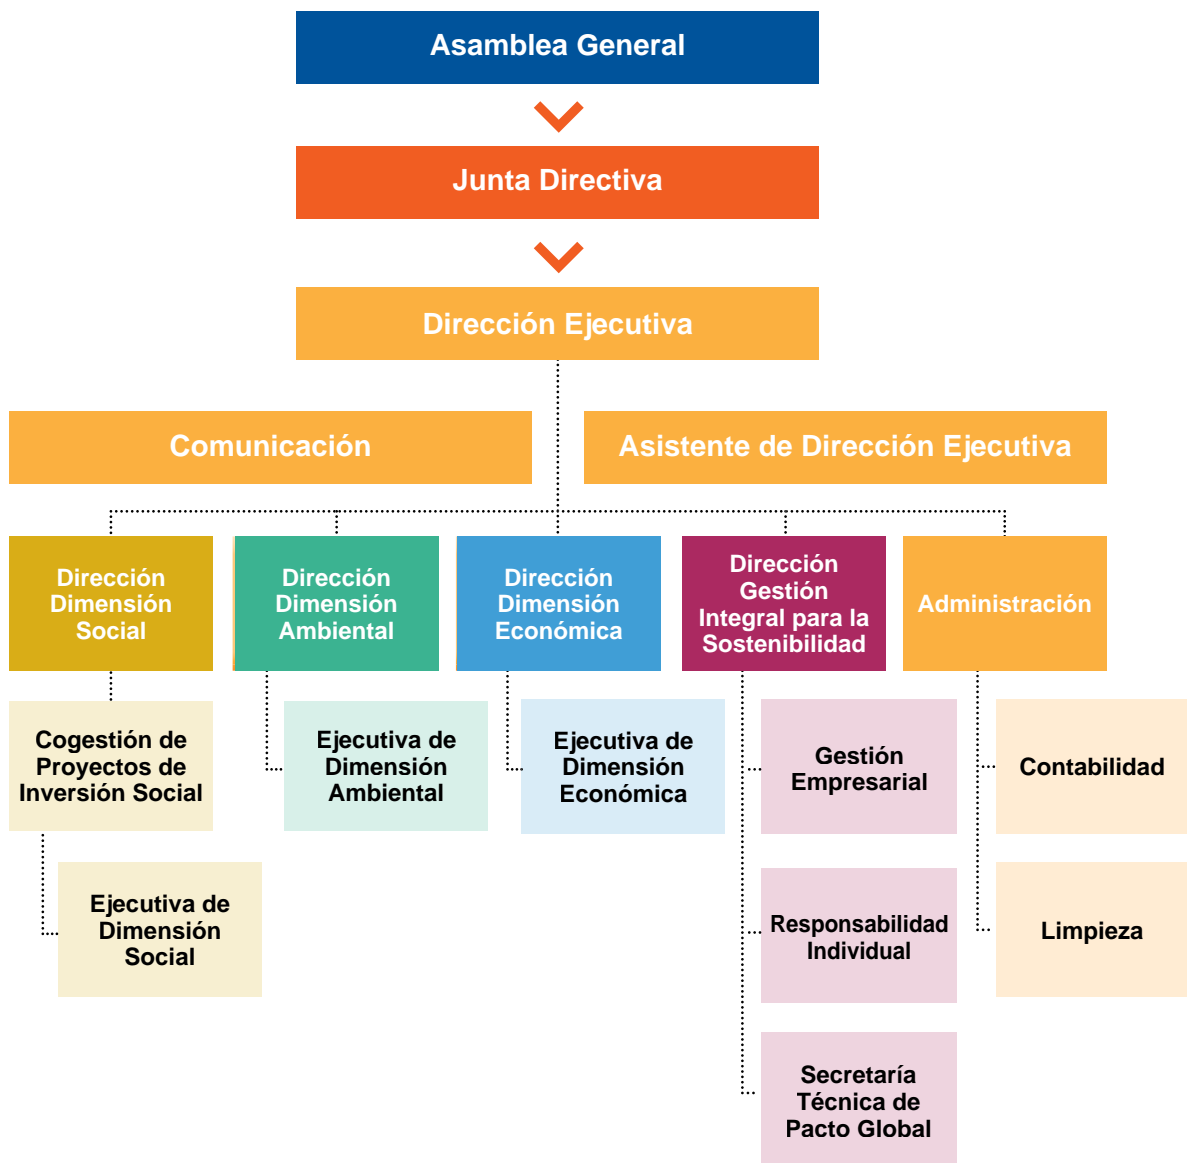 Asamblea General
Junta Directiva
Dirección Ejecutiva
Comunicación
Asistente de Dirección Ejecutiva
Dirección
Dimensión
Social
Dirección
Dimensión
Ambiental
Dirección
Dimensión
Económica
Dirección
Gestión
Integral para la
Sostenibilidad
Administración
Cogestión de
Proyectos de
Inversión Social
Ejecutiva de
Dimensión
Ambiental
Ejecutiva de
Dimensión
Económica
Gestión
Empresarial
Contabilidad
Ejecutiva de
Dimensión
Social
Responsabilidad
Individual
Limpieza
Secretaría
Técnica de
Pacto Global